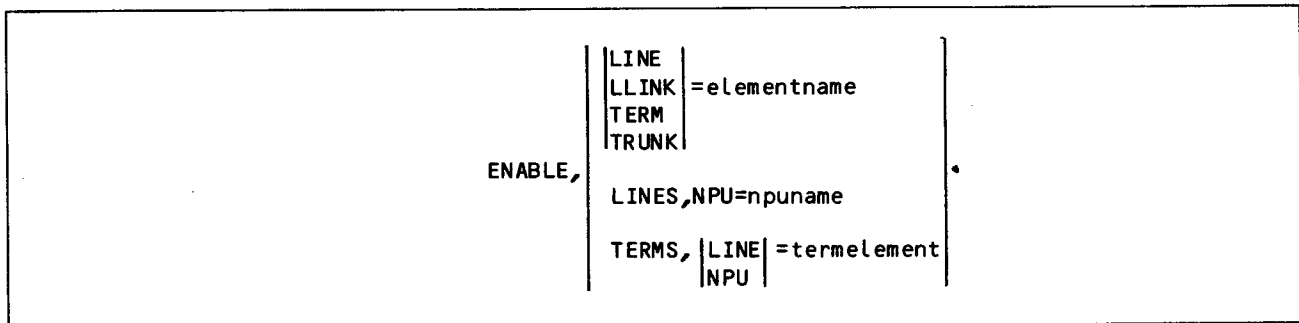 LINE
LLINK =elementname
TERM
TRUNK
ENABLE, .
LINES,NPU=npuname
TERMS, LINE =termelement
NPU